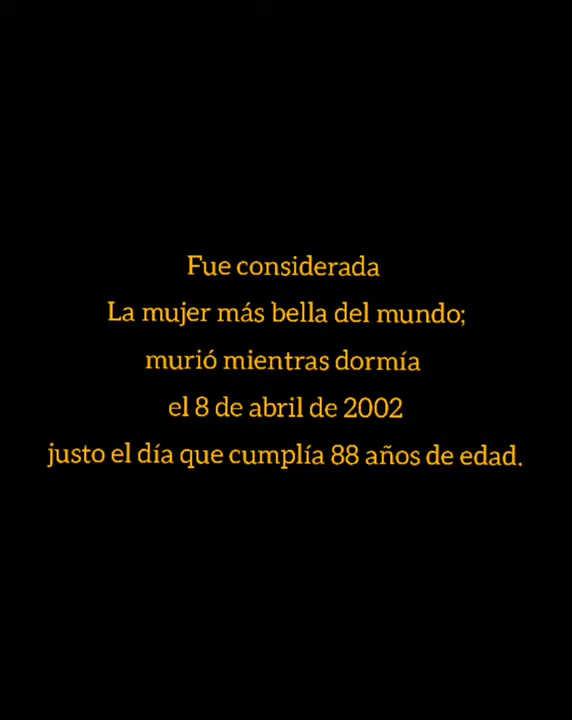 Fue considerada
La mujer más bella del mundo;
murió mientras dormía
el 8 de abril de 2002
justo el día que cumplía 88 años de edad.